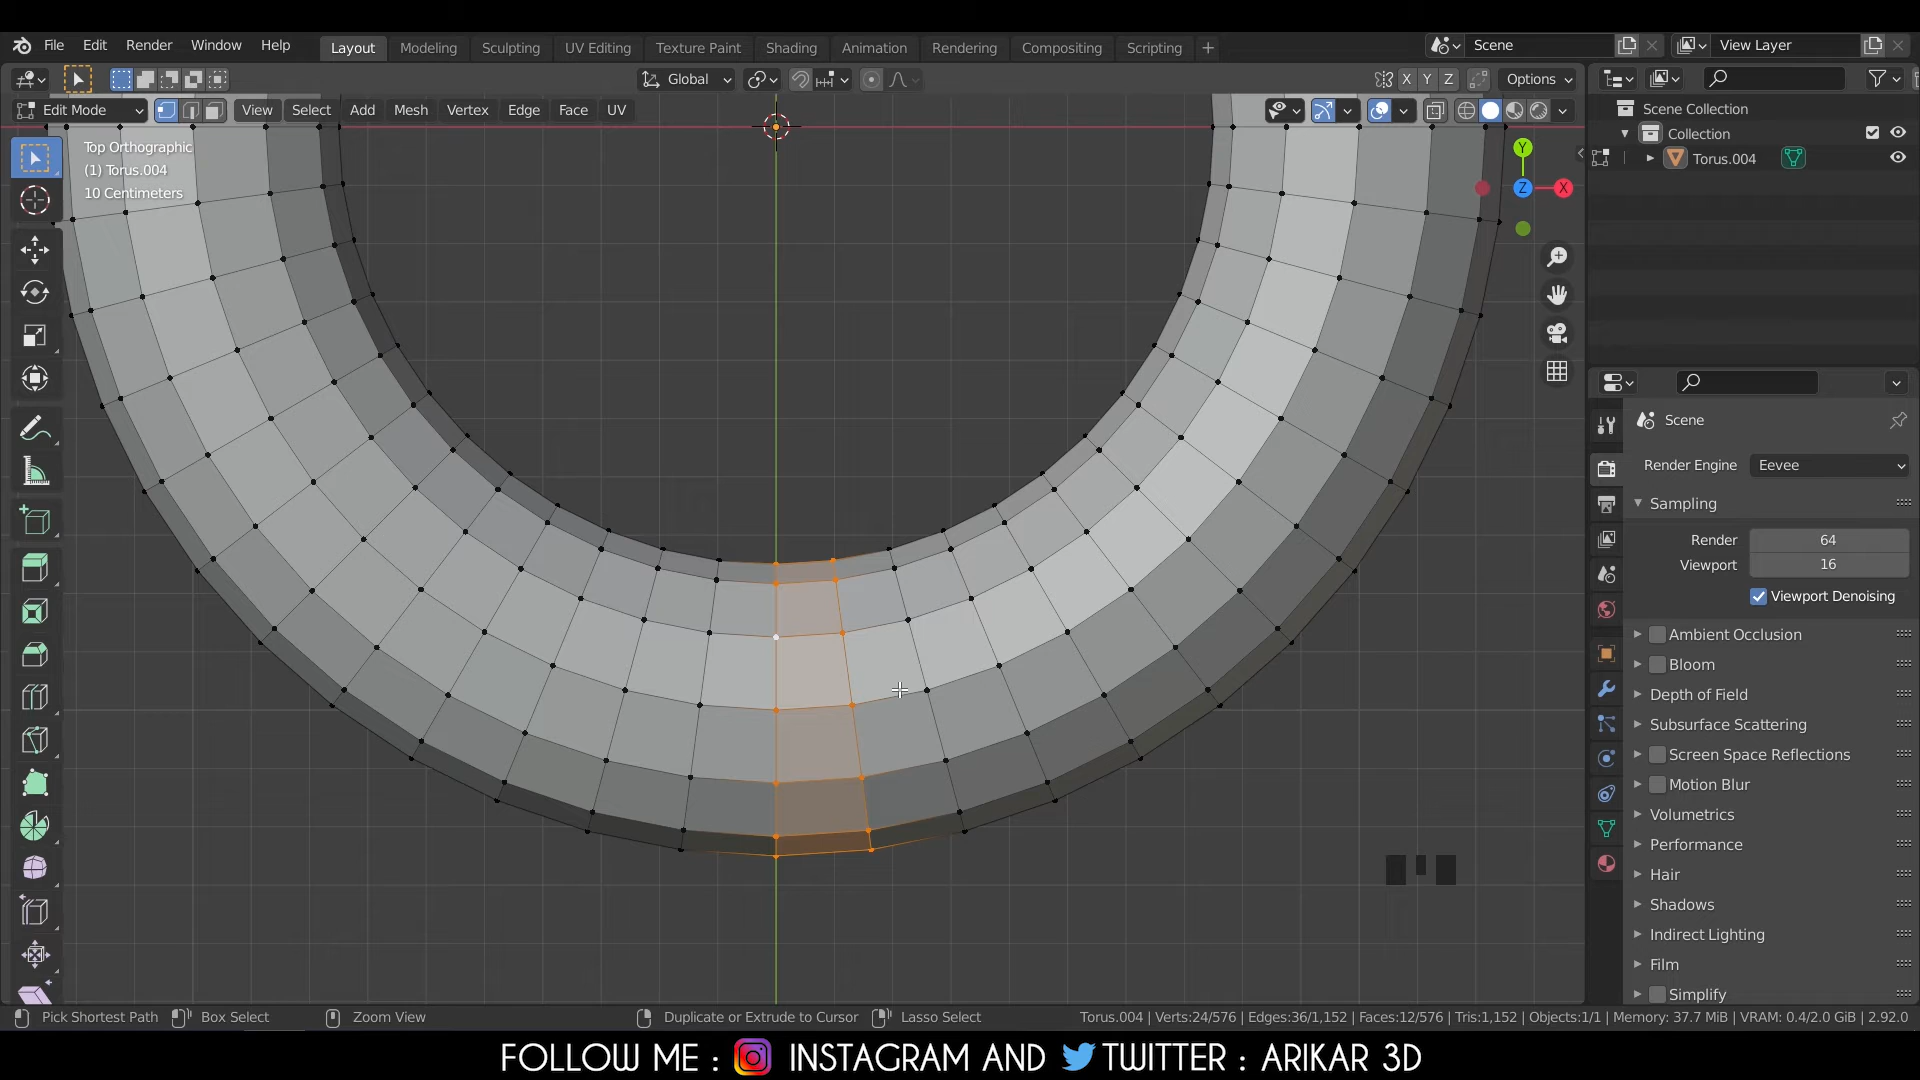 File Edit Render Window Help Layout Modeling Sculpting UV Editing Texture Paint Shading Animation Rendering Compositing Scripting + Scene View Layer
Global X Y Z Options
Edit Mode View Select Add Mesh Vertex Edge Face UV
Top Orthographic
(1) Torus.004
10 Centimeters
Y
Z X
Scene Collection
Collection
Torus.004
Scene
Render Engine Eevee
Sampling
Render 64
Viewport 16
Viewport Denoising
Ambient Occlusion
Bloom
Depth of Field
Subsurface Scattering
Screen Space Reflections
Motion Blur
Volumetrics
Performance
Hair
Shadows
Indirect Lighting
Film
Simplify
Pick Shortest Path Box Select Zoom View Duplicate or Extrude to Cursor Lasso Select Torus.004 | Verts:24/576 | Edges:36/1,152 | Faces:12/576 | Tris:1,152 | Objects:1/1 | Memory: 37.7 MiB | VRAM: 0.4/2.0 GiB | 2.92.0
FOLLOW ME : INSTAGRAM AND TWITTER : ARIKAR 3D